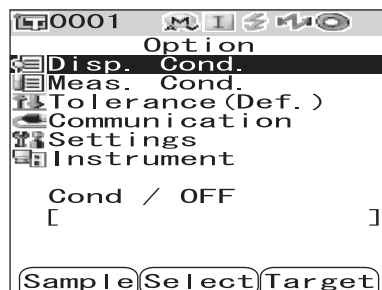 0001 M I
Option
Disp. Cond.
Meas. Cond.
Tolerance(Def.)
Communication
Settings
Instrument
Cond / OFF
[ ]
Sample Select Target